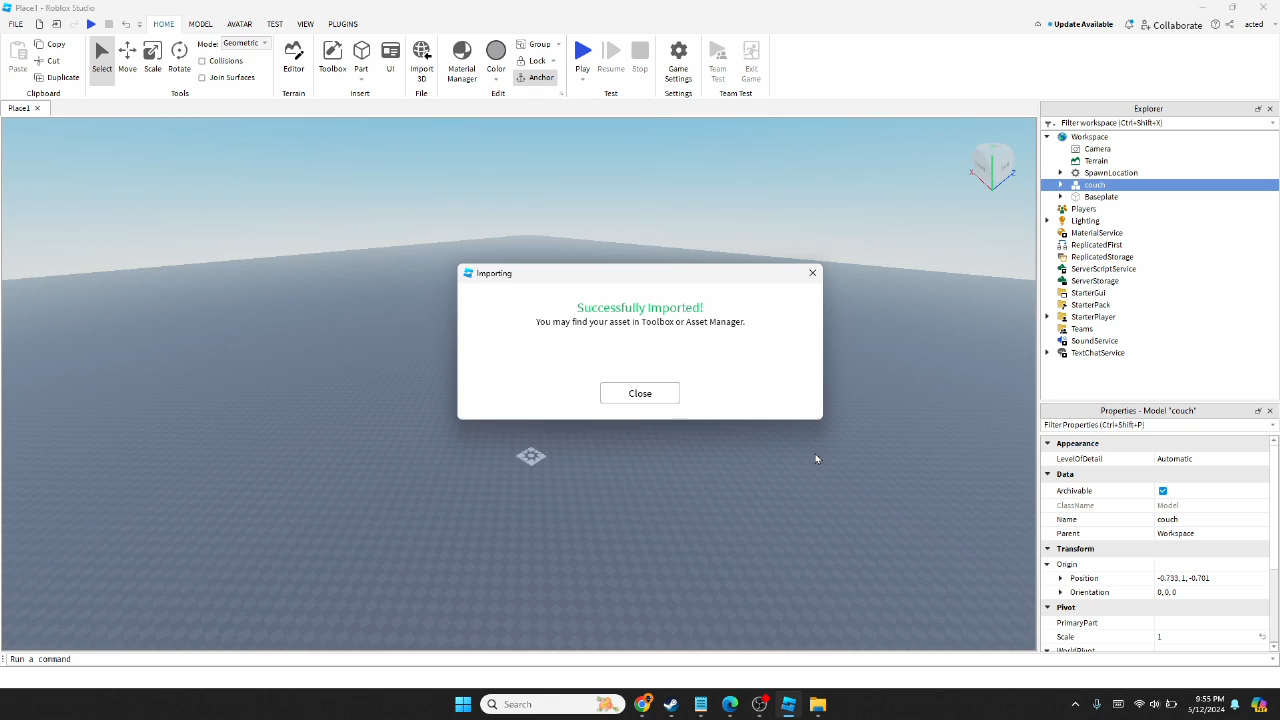 Place1 - Roblox Studio
FILE
MODEL
AVATAR
TEST
HOME
VIEW
PLUGINS
Update Available
Collaborate
acted
Paste
Copy
Cut
Duplicate
Clipboard
Select
Move
Scale
Rotate
Mode: Geometric
Collisions
Join Surfaces
Tools
Editor
Terrain
Toolbox
Part
UI
Insert
Import
3D
File
Material
Manager
Color
Group
Lock
Anchor
Edit
Play
Resume
Stop
Test
Game
Settings
Settings
Team
Test
Exit
Game
Team Test
Place1
Explorer
Filter workspace (Ctrl+Shift+X)
Workspace
Camera
Terrain
SpawnLocation
couch
Baseplate
Players
Lighting
MaterialService
ReplicatedFirst
ReplicatedStorage
ServerScriptService
ServerStorage
StarterGui
StarterPack
StarterPlayer
Teams
SoundService
TextChatService
X
Z
Importing
Successfully Imported!
You may find your asset in Toolbox or Asset Manager.
Close
Properties - Model "couch"
Filter Properties (Ctrl+Shift+P)
Appearance
LevelOfDetail Automatic
Data
Archivable
ClassName Model
Name couch
Parent Workspace
Transform
Origin
Position -0.733, 1, -0.701
Orientation 0, 0, 0
Pivot
PrimaryPart
Scale 1
WorldPivot
Run a command
Search
9:55 PM
5/12/2024